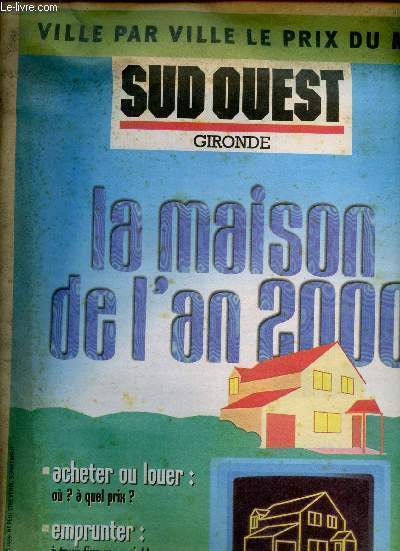 Le-livre.com
VILLE PAR VILLE LE PRIX DU
SUD OUEST
GIRONDE
la maison
de l'an 2000
acheter ou louer :
où ? à quel prix ?
emprunter :